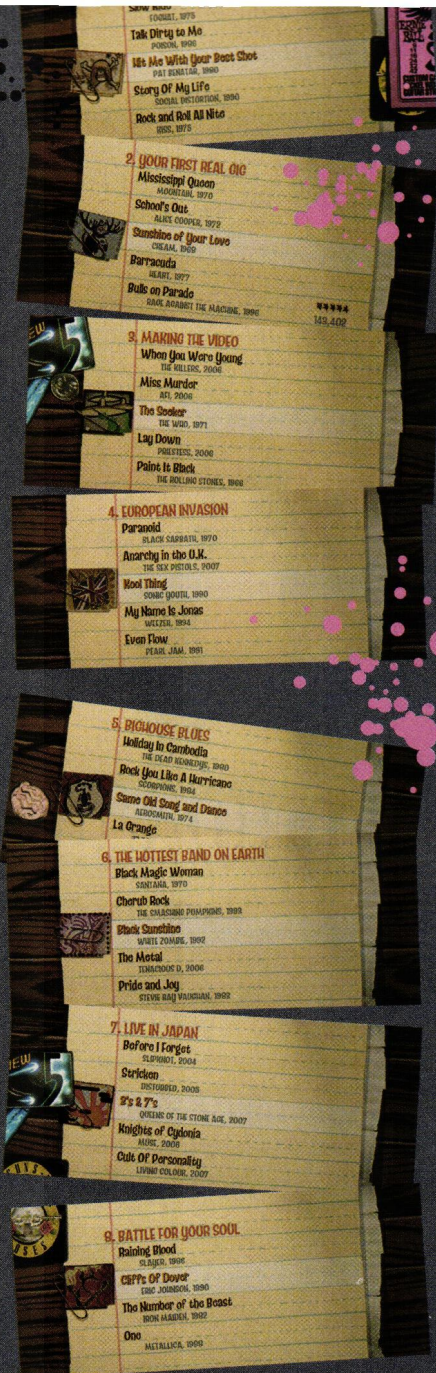 Slow Ride
FOGHAT, 1975
Talk Dirty to Me
POISON, 1986
Hit Me With Your Best Shot
PAT BENATAR, 1980
Story Of My Life
SOCIAL DISTORTION, 1990
Rock and Roll All Nite
KISS, 1975
2. YOUR FIRST REAL GIG
Mississippi Queen
MOUNTAIN, 1970
School's Out
ALICE COOPER, 1972
Sunshine of Your Love
CREAM, 1968
Barracuda
HEART, 1977
Bulls on Parade
RAGE AGAINST THE MACHINE, 1996
★★★★★
143,402
3. MAKING THE VIDEO
When You Were Young
THE KILLERS, 2006
Miss Murder
AFI, 2006
The Seeker
THE WHO, 1971
Lay Down
PRIESTESS, 2006
Paint It Black
THE ROLLING STONES, 1966
4. EUROPEAN INVASION
Paranoid
BLACK SABBATH, 1970
Anarchy in the U.K.
THE SEX PISTOLS, 2007
Kool Thing
SONIC YOUTH, 1990
My Name Is Jonas
WEEZER, 1994
Even Flow
PEARL JAM, 1991
5. BIGHOUSE BLUES
Holiday In Cambodia
THE DEAD KENNEDYS, 1980
Rock You Like A Hurricane
SCORPIONS, 1984
Same Old Song and Dance
AEROSMITH, 1974
La Grange
6. THE HOTTEST BAND ON EARTH
Black Magic Woman
SANTANA, 1970
Cherub Rock
THE SMASHING PUMPKINS, 1993
Black Sunshine
WHITE ZOMBIE, 1992
The Metal
TENACIOUS D, 2006
Pride and Joy
STEVIE RAY VAUGHAN, 1983
7. LIVE IN JAPAN
Before I Forget
SLIPKNOT, 2004
Stricken
DISTURBED, 2005
3's & 7's
QUEENS OF THE STONE AGE, 2007
Knights of Cydonia
MUSE, 2006
Cult Of Personality
LIVING COLOUR, 2007
8. BATTLE FOR YOUR SOUL
Raining Blood
SLAYER, 1986
Cliffs Of Dover
ERIC JOHNSON, 1990
The Number of the Beast
IRON MAIDEN, 1982
One
METALLICA, 1988